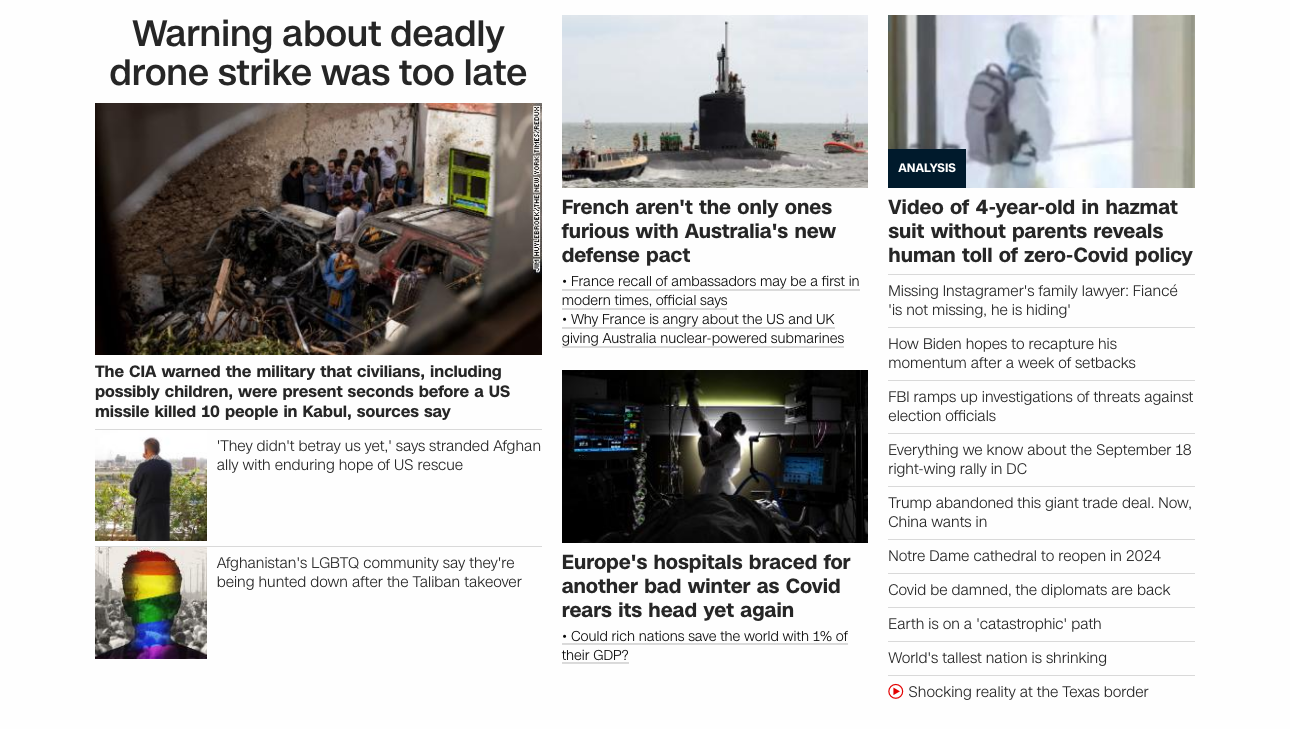 Warning about deadly
drone strike was too late
JIM HUYLEBROEK/THE NEW YORK TIMES/REDUX
The CIA warned the military that civilians, including
possibly children, were present seconds before a US
missile killed 10 people in Kabul, sources say
'They didn't betray us yet,' says stranded Afghan
ally with enduring hope of US rescue
Afghanistan's LGBTQ community say they're
being hunted down after the Taliban takeover
French aren't the only ones
furious with Australia's new
defense pact
• France recall of ambassadors may be a first in
modern times, official says
• Why France is angry about the US and UK
giving Australia nuclear-powered submarines
Europe's hospitals braced for
another bad winter as Covid
rears its head yet again
• Could rich nations save the world with 1% of
their GDP?
ANALYSIS
Video of 4-year-old in hazmat
suit without parents reveals
human toll of zero-Covid policy
Missing Instagramer's family lawyer: Fiancé
'is not missing, he is hiding'
How Biden hopes to recapture his
momentum after a week of setbacks
FBI ramps up investigations of threats against
election officials
Everything we know about the September 18
right-wing rally in DC
Trump abandoned this giant trade deal. Now,
China wants in
Notre Dame cathedral to reopen in 2024
Covid be damned, the diplomats are back
Earth is on a 'catastrophic' path
World's tallest nation is shrinking
Shocking reality at the Texas border